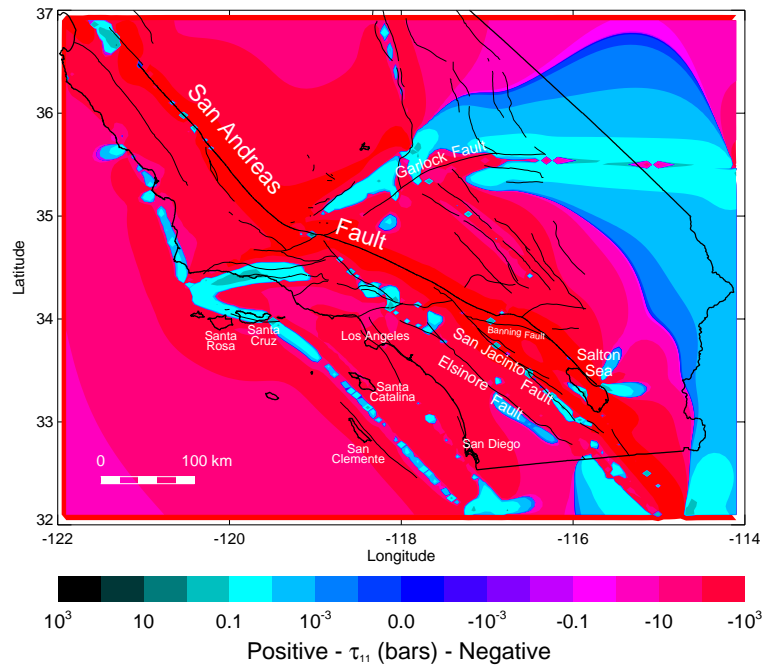 37
36
35
34
33
32
Latitude
San Andreas
Fault
Garlock Fault
Banning Fault
San Jacinto
Fault
Elsinore
Fault
Salton
Sea
Los Angeles
Santa
Rosa
Santa
Cruz
Santa
Catalina
San
Clemente
San Diego
0 100 km
-122 -120 -118 -116 -114
Longitude
10³ 10 0.1 10⁻³ 0.0 -10⁻³ -0.1 -10 -10³
Positive - τ₁₁ (bars) - Negative